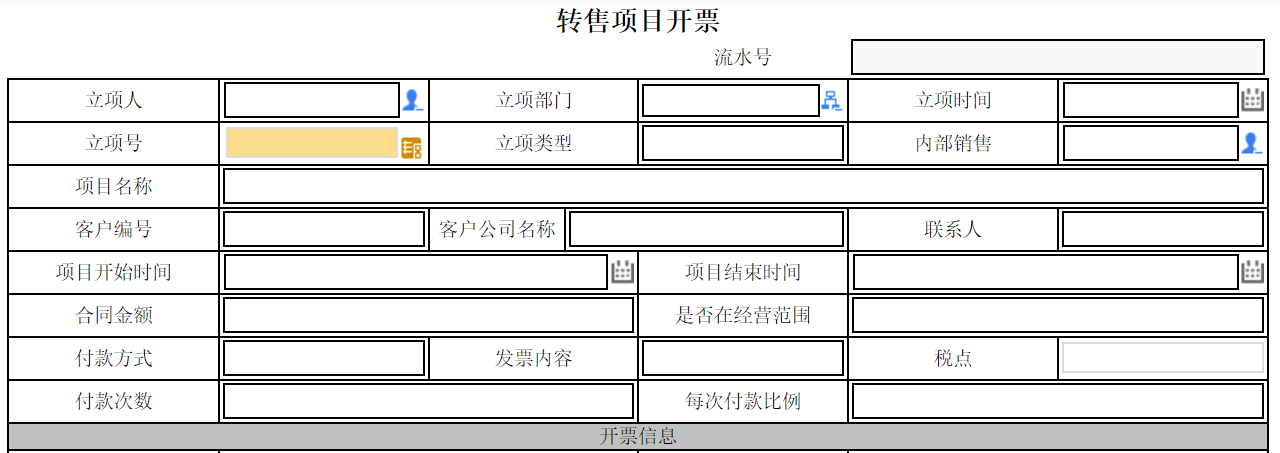 转售项目开票
流水号
立项人 立项部门 立项时间
立项号 立项类型 内部销售
项目名称
客户编号 客户公司名称 联系人
项目开始时间 项目结束时间
合同金额 是否在经营范围
付款方式 发票内容 税点
付款次数 每次付款比例
开票信息